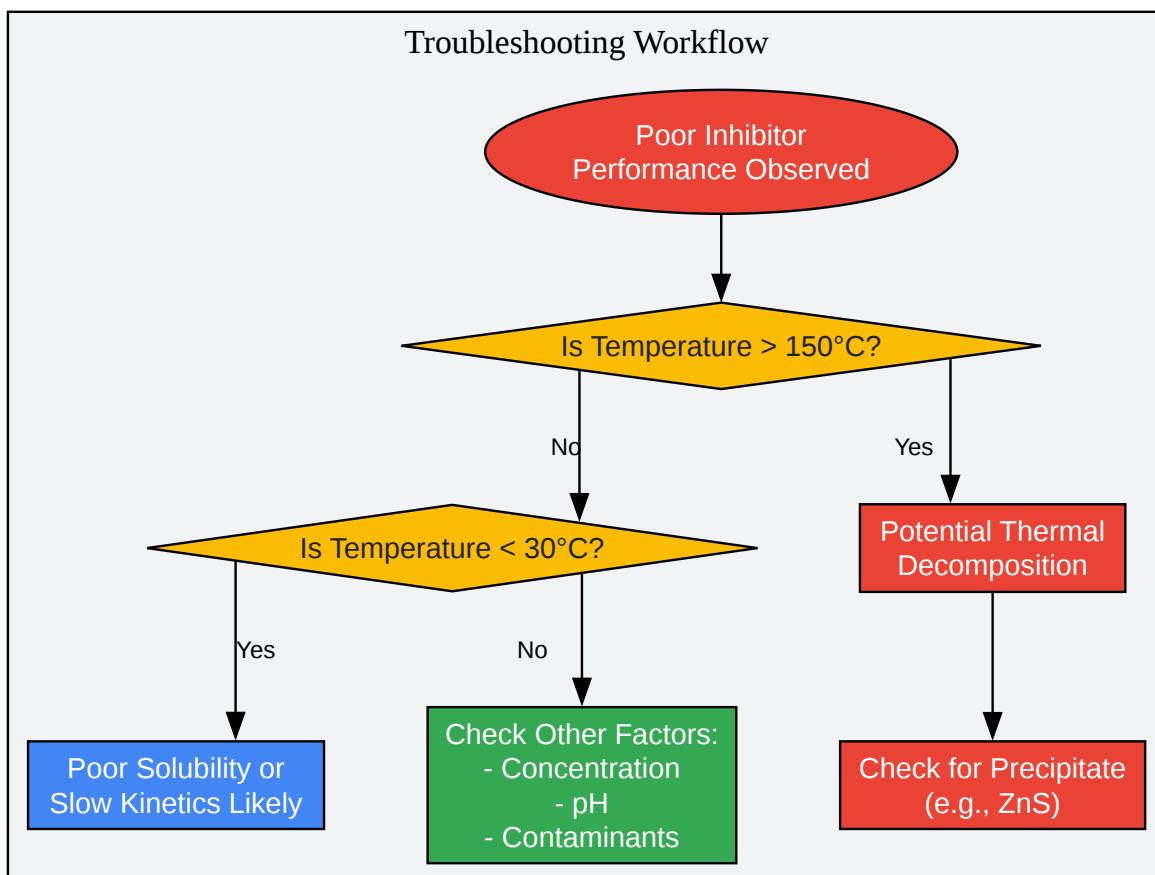 Troubleshooting Workflow
Poor Inhibitor
Performance Observed
Is Temperature > 150°C?
No
Yes
Is Temperature < 30°C?
Potential Thermal
Decomposition
Yes
No
Poor Solubility or
Slow Kinetics Likely
Check Other Factors:
- Concentration
- pH
- Contaminants
Check for Precipitate
(e.g., ZnS)